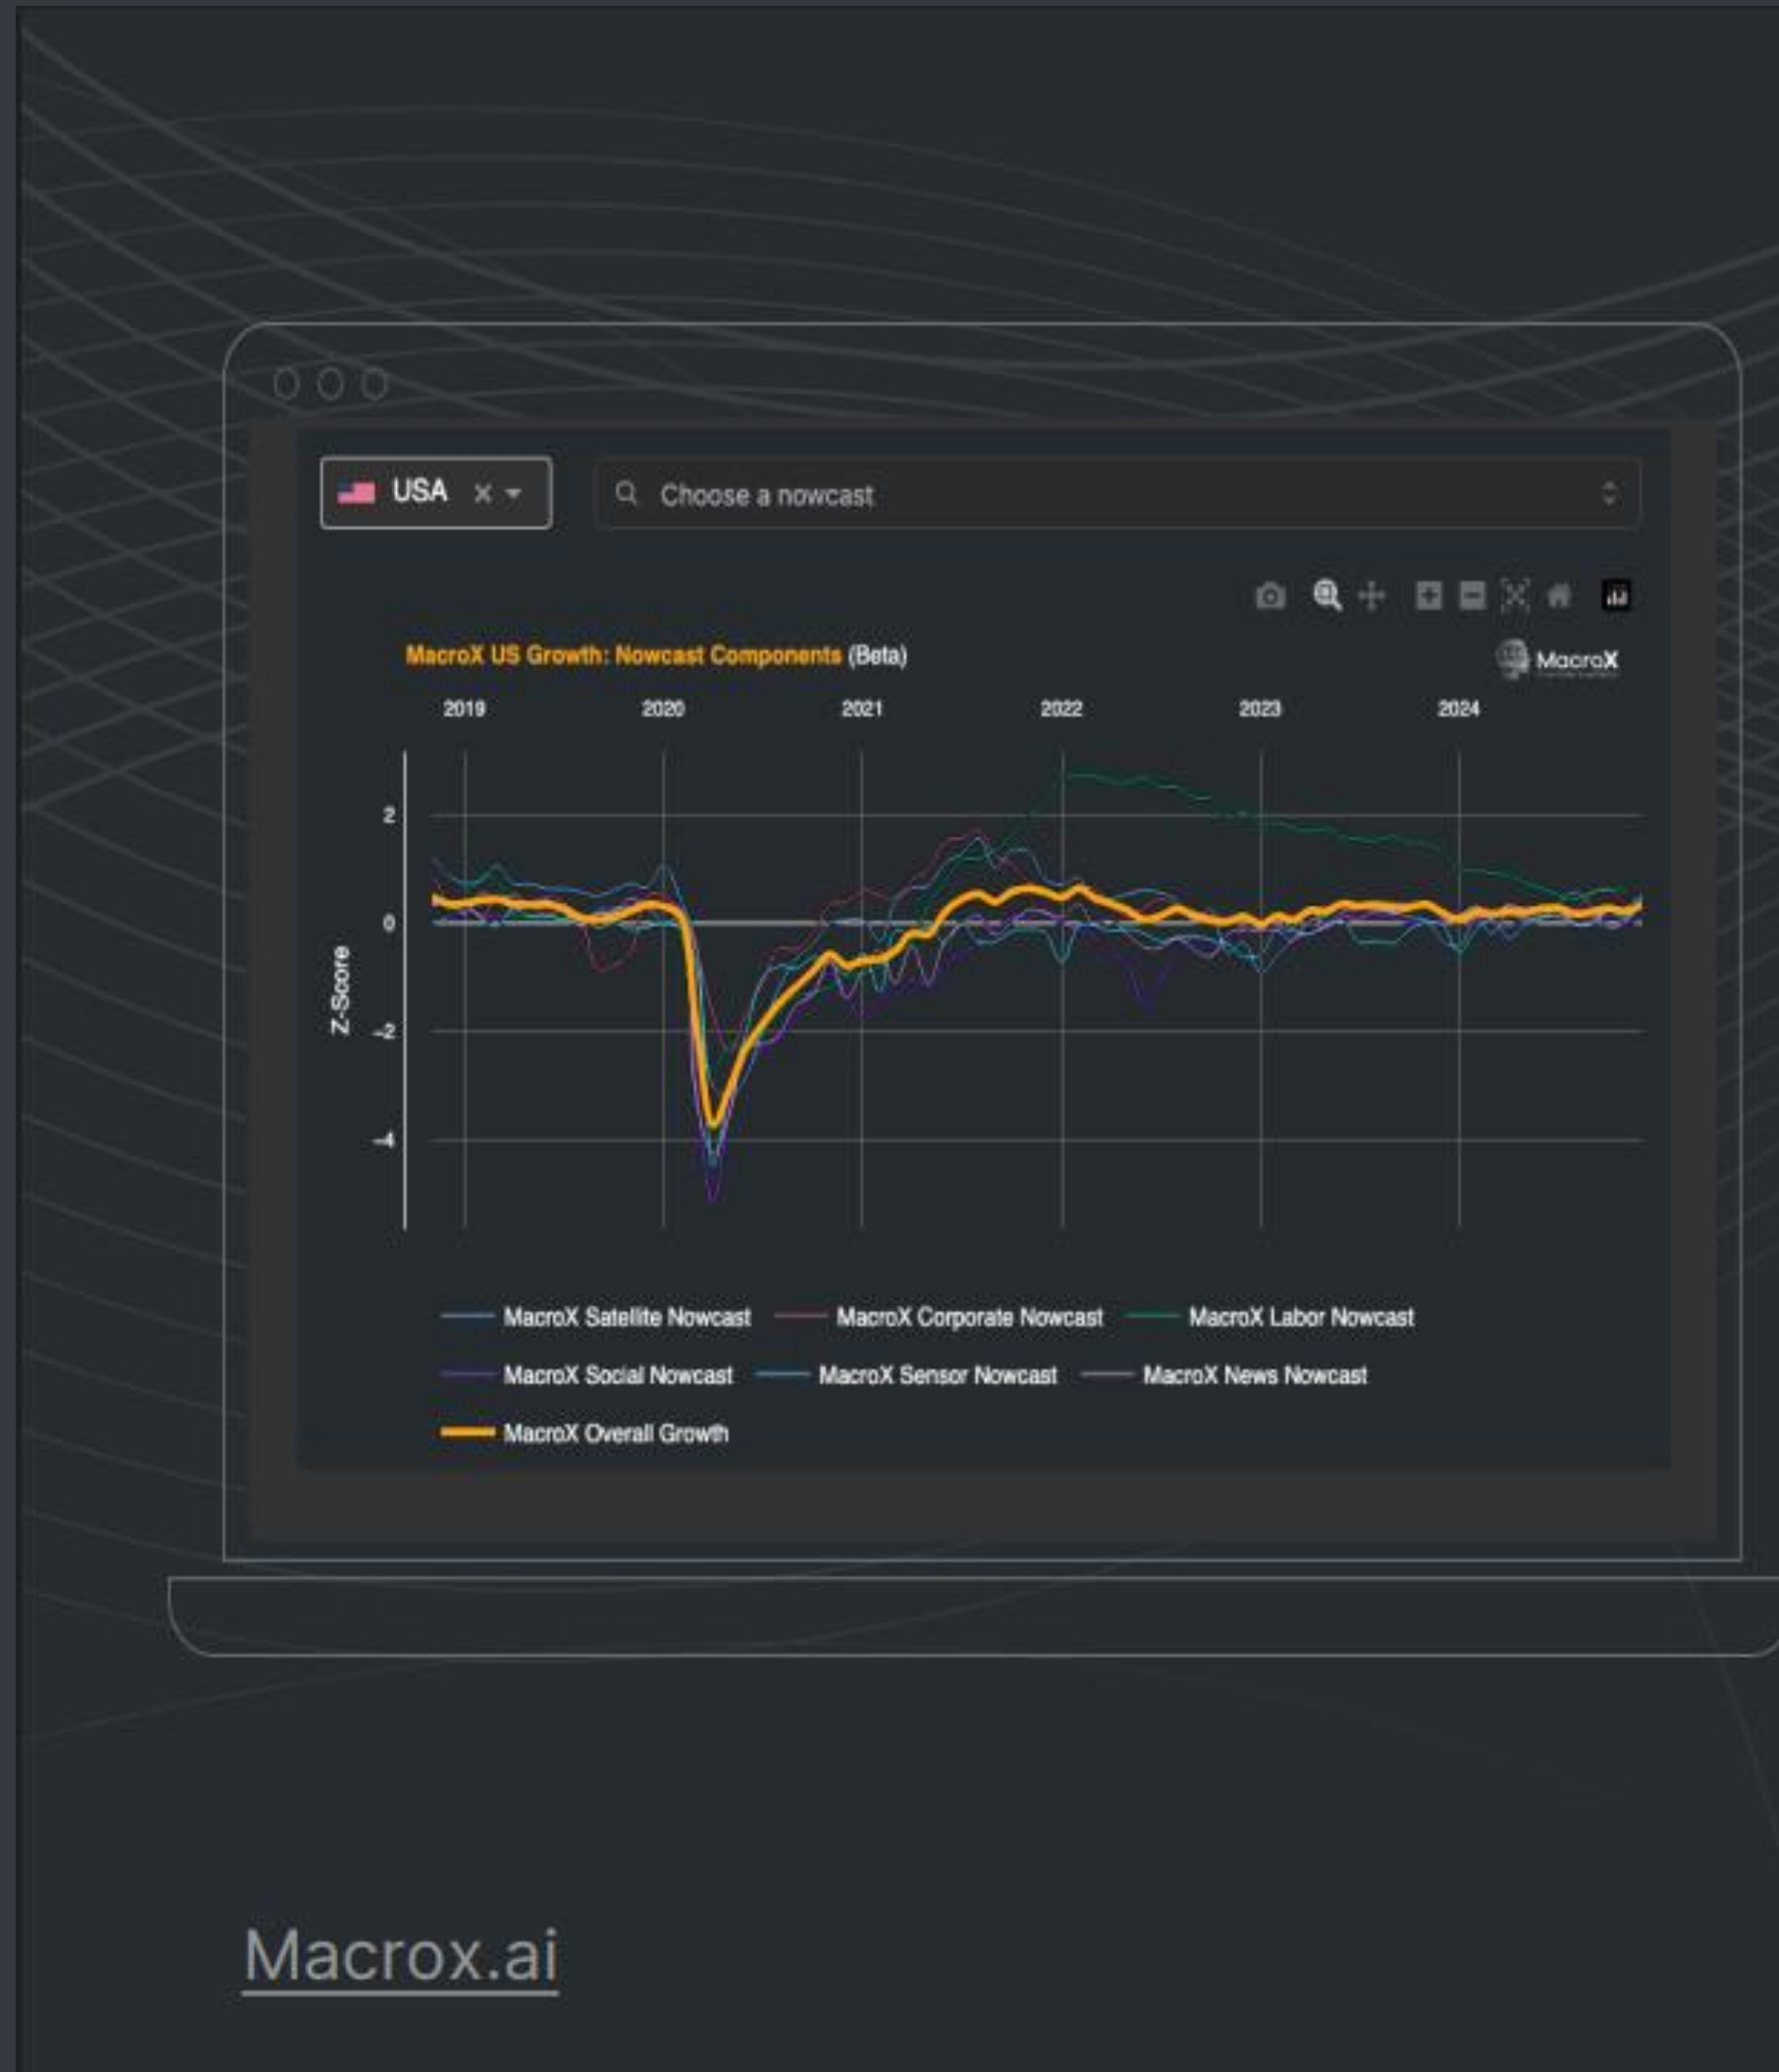 USA
Choose a nowcast
MacroX US Growth: Nowcast Components (Beta)
MacroX
2019 2020 2021 2022 2023 2024
2
0
-2
-4
Z-Score
MacroX Satellite Nowcast MacroX Corporate Nowcast MacroX Labor Nowcast
MacroX Social Nowcast MacroX Sensor Nowcast MacroX News Nowcast
MacroX Overall Growth
Macrox.ai